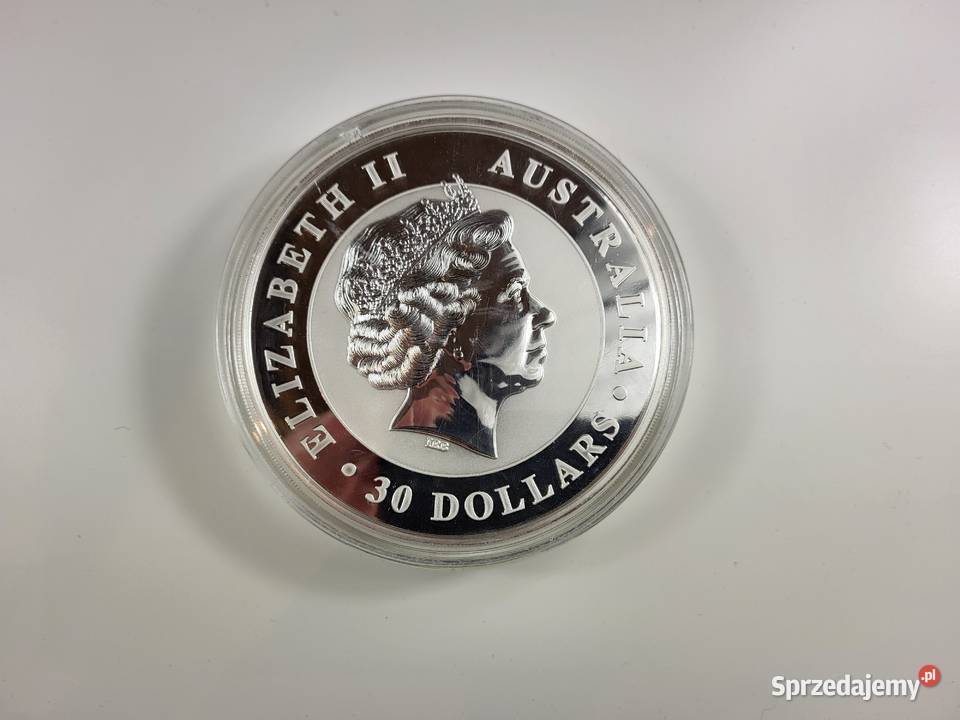 ELIZABETH II AUSTRALIA
30 DOLLARS
Sprzedajemy.pl